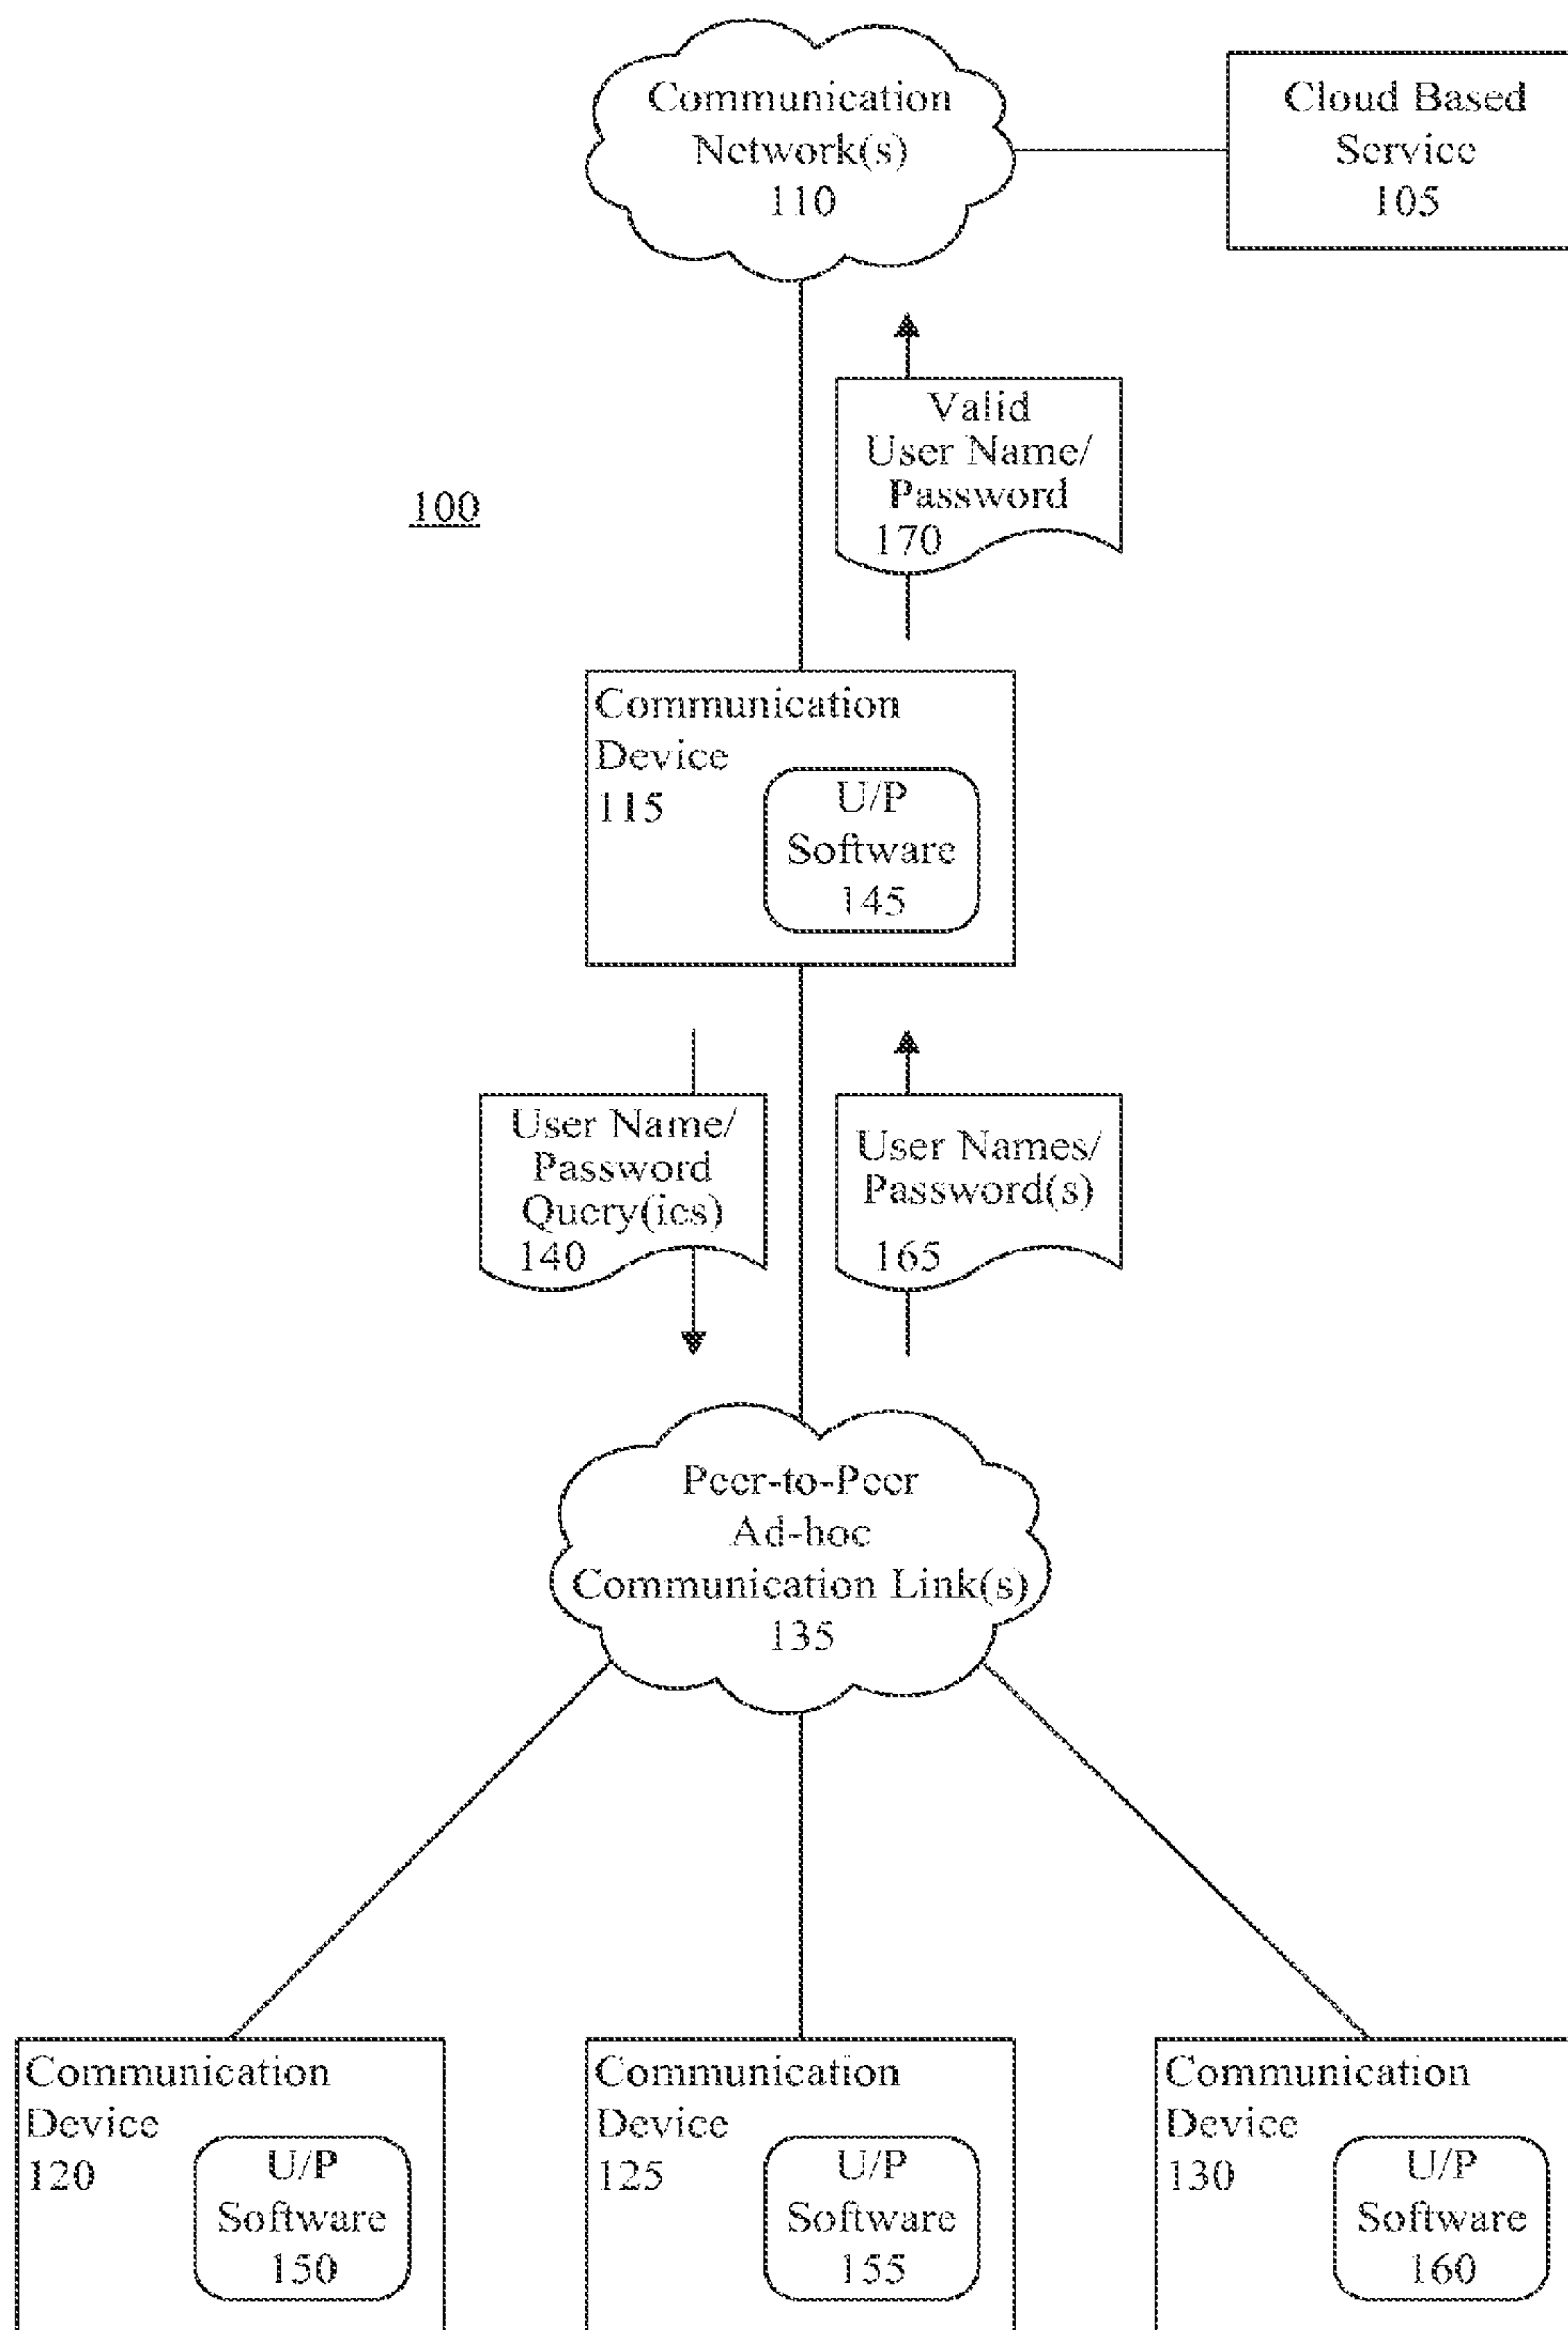 Communication
Network(s)
110
Cloud Based
Service
105
Valid
User Name/
Password
170
100
Communication
Device
115
U/P
Software
145
User Name/
Password
Query(ies)
140
User Names/
Password(s)
165
Peer-to-Peer
Ad-hoc
Communication Link(s)
135
Communication
Device
120
U/P
Software
150
Communication
Device
125
U/P
Software
155
Communication
Device
130
U/P
Software
160